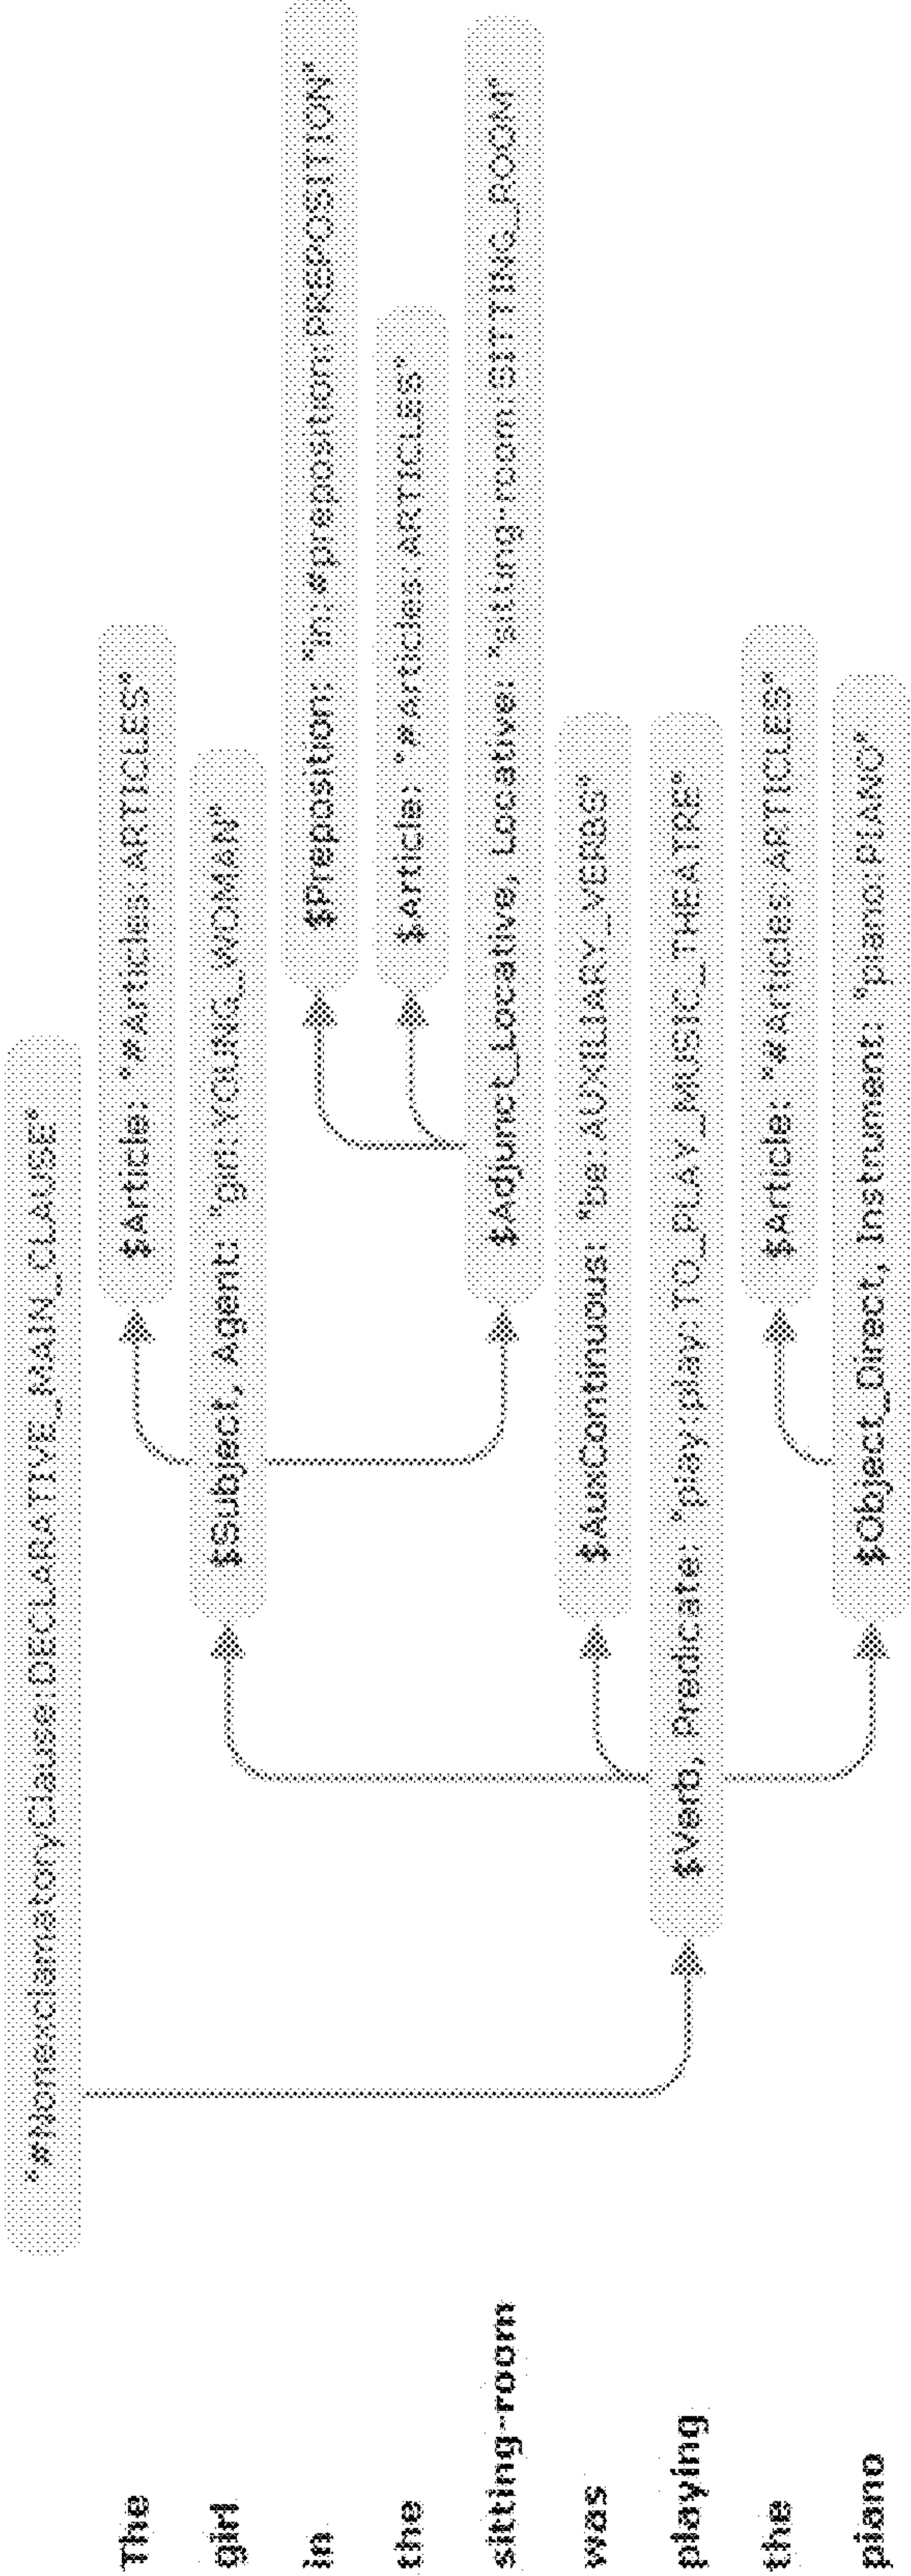 "#NonexclamatoryClause:DECLARATIVE_MAIN_CLAUSE"
The $Article: "#Articles:ARTICLES"
girl $Subject, Agent: "girl:YOUNG_WOMAN"
in $Preposition: "in:#preposition:PREPOSITION"
the $Article: "#Articles:ARTICLES"
sitting-room $Adjunct_Locative, Locative: "sitting-room:SITTING_ROOM"
was $AuxContinuous: "be:AUXILIARY_VERBS"
playing $Verb, Predicate: "play:play:TO_PLAY_MUSIC_THEATRE"
the $Article: "#Articles:ARTICLES"
piano $Object_Direct, Instrument: "piano:PIANO"